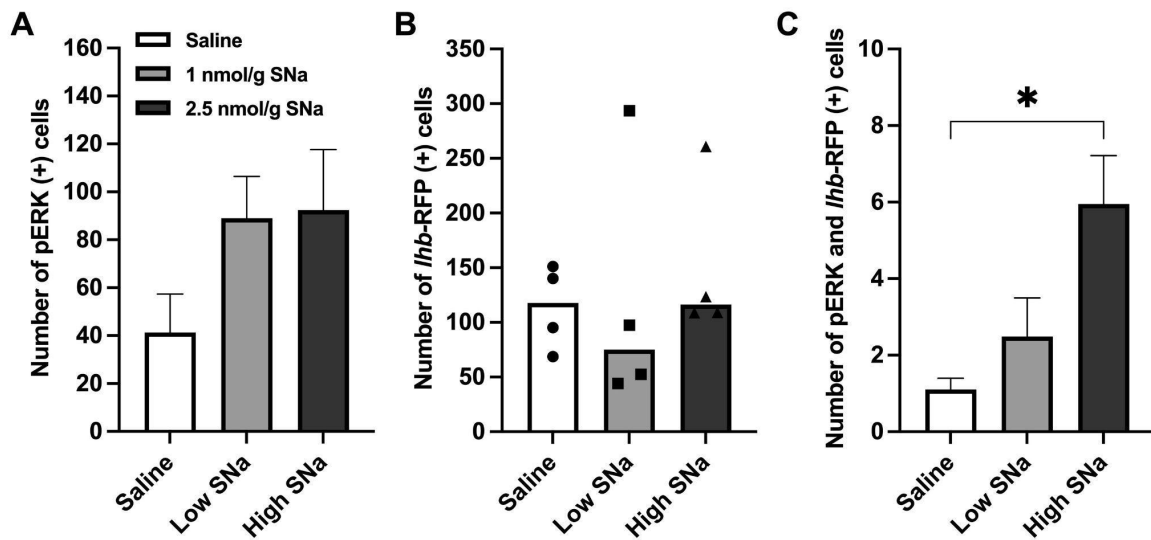 A
Number of pERK (+) cells
160
140
120
100
80
60
40
20
0
Saline
1 nmol/g SNa
2.5 nmol/g SNa
Saline
Low SNa
High SNa
B
Number of lhb-RFP (+) cells
350
300
250
200
150
100
50
0
Saline
Low SNa
High SNa
C
Number of pERK and lhb-RFP (+) cells
10
8
6
4
2
0
*
Saline
Low SNa
High SNa